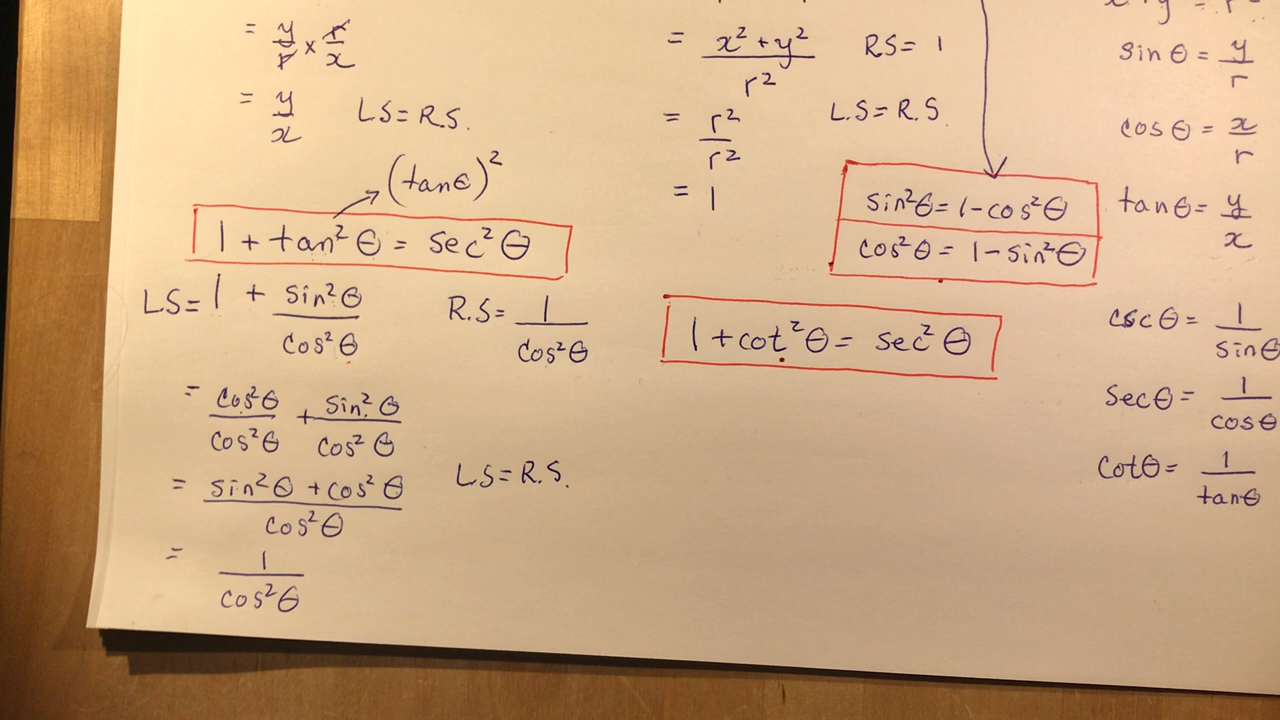 = y/r × r/x
= y/x
LS = R.S.
(tanθ)²
1 + tan²θ = sec²θ
LS = 1 + sin²θ/cos²θ
R.S = 1/cos²θ
= cos²θ/cos²θ + sin²θ/cos²θ
= sin²θ + cos²θ/cos²θ
LS = R.S.
= 1/cos²θ
= x² + y²/r²
RS = 1
= r²/r²
L.S = R.S
= 1
sin²θ = 1 - cos²θ
cos²θ = 1 - sin²θ
1 + cot²θ = sec²θ
sinθ = y/r
cosθ = x/r
tanθ = y/x
cscθ = 1/sinθ
secθ = 1/cosθ
cotθ = 1/tanθ